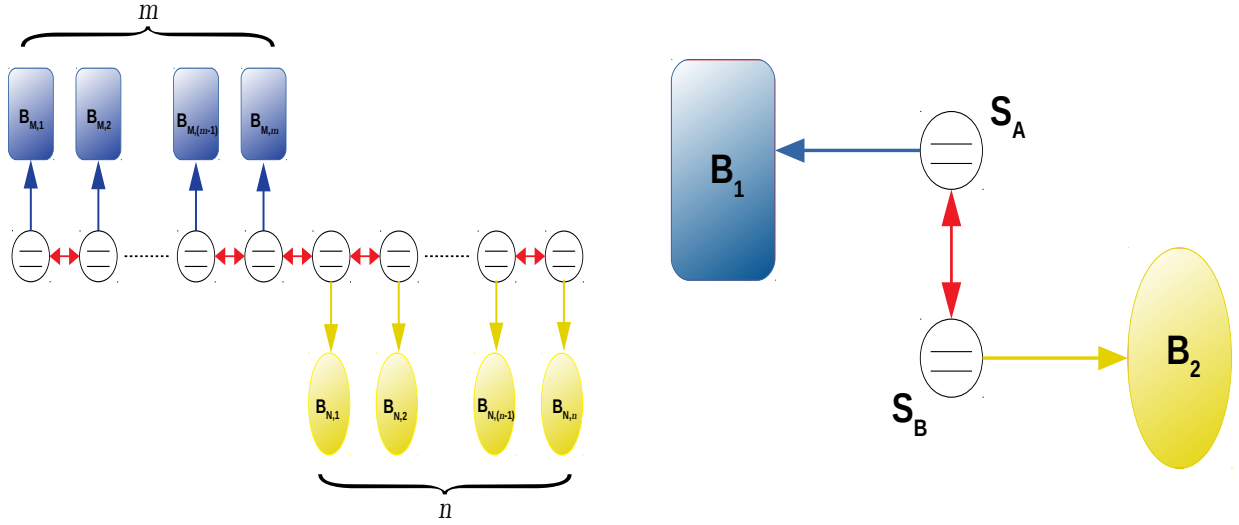 m
B_M,1 B_M,2 B_M,(m-1) B_M,m
B_N,1 B_N,2 B_N,(n-1) B_N,n
n
S_A
B_1
B_2
S_B